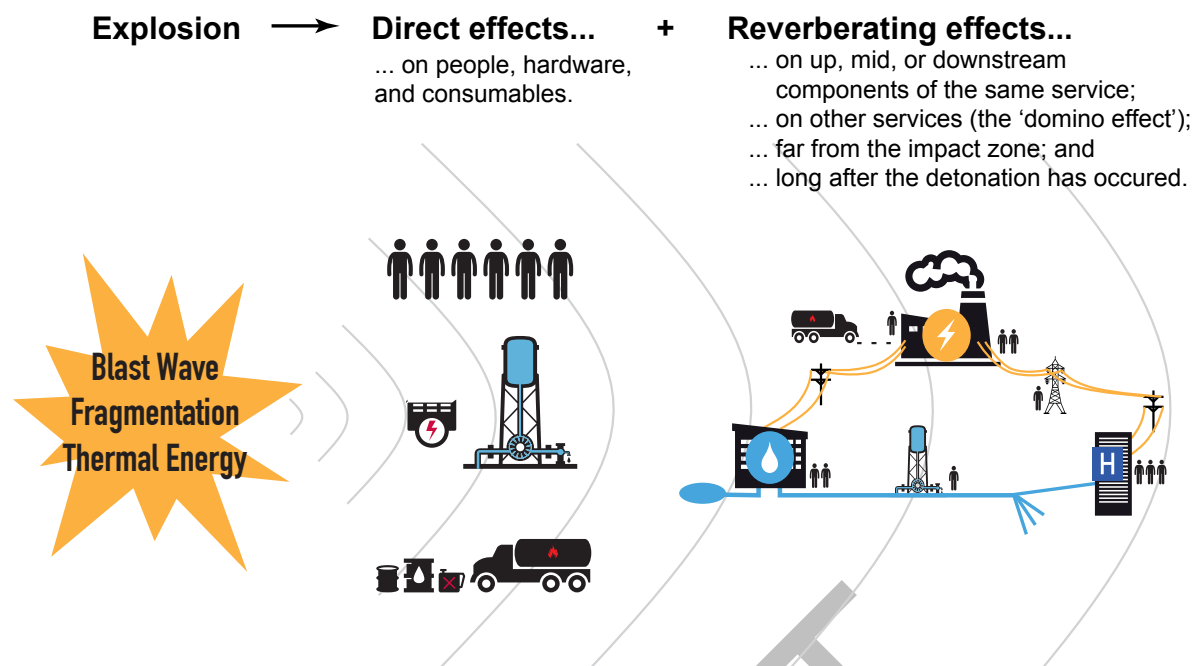 Explosion
Direct effects...
+
Reverberating effects...
... on people, hardware,
and consumables.
... on up, mid, or downstream
components of the same service;
... on other services (the ‘domino effect’);
... far from the impact zone; and
... long after the detonation has occured.
Blast Wave
Fragmentation
Thermal Energy
H